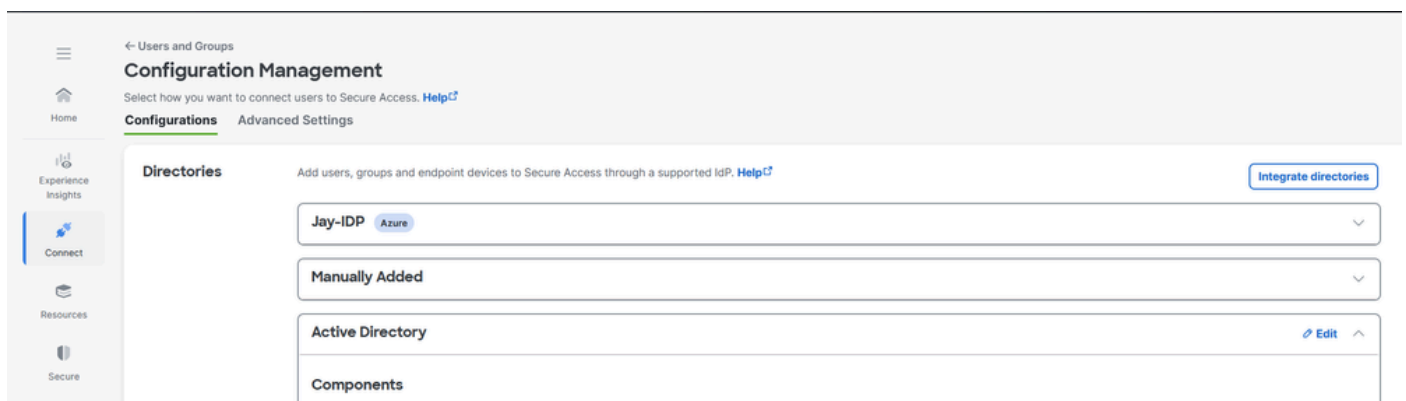 ← Users and Groups
Configuration Management
Select how you want to connect users to Secure Access. Help
Configurations Advanced Settings
Home
Experience
Insights
Connect
Resources
Secure
Directories
Add users, groups and endpoint devices to Secure Access through a supported IdP. Help
Integrate directories
Jay-IDP Azure
Manually Added
Active Directory
Edit
Components